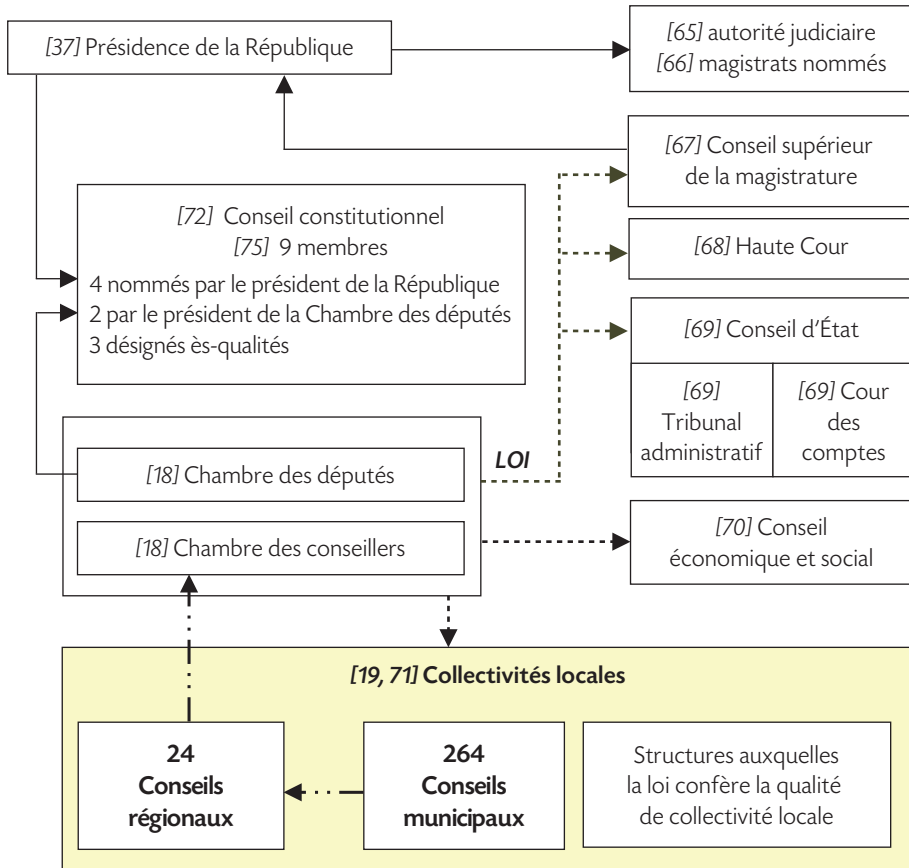 [37] Présidence de la République
[65] autorité judiciaire
[66] magistrats nommés
[67] Conseil supérieur
de la magistrature
[72] Conseil constitutionnel
[75] 9 membres
4 nommés par le président de la République
2 par le président de la Chambre des députés
3 désignés ès-qualités
[68] Haute Cour
[69] Conseil d’État
[69]
Tribunal
administratif
[69] Cour
des
comptes
LOI
[18] Chambre des députés
[18] Chambre des conseillers
[70] Conseil
économique et social
[19, 71] Collectivités locales
24
Conseils
régionaux
264
Conseils
municipaux
Structures auxquelles
la loi confère la qualité
de collectivité locale